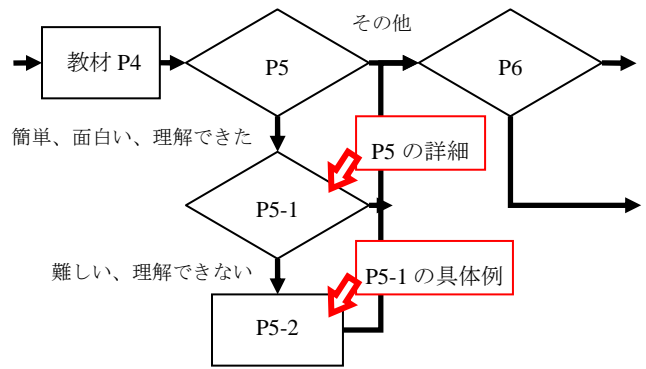 その他
教材 P4
P5
P6
簡単、面白い、理解できた
P5 の詳細
P5-1
難しい、理解できない
P5-1 の具体例
P5-2